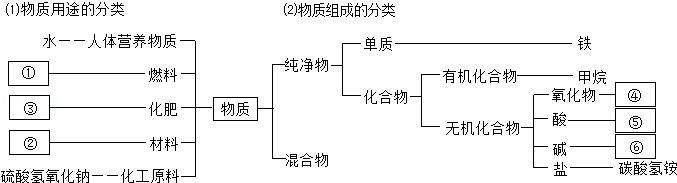 (1)物质用途的分类 (2)物质组成的分类
水——人体营养物质
① 燃料
③ 化肥
② 材料
硫酸氢氧化钠——化工原料
物质
纯净物
混合物
单质 铁
化合物
有机化合物 甲烷
无机化合物
氧化物 ④
酸 ⑤
碱 ⑥
盐 碳酸氢铵